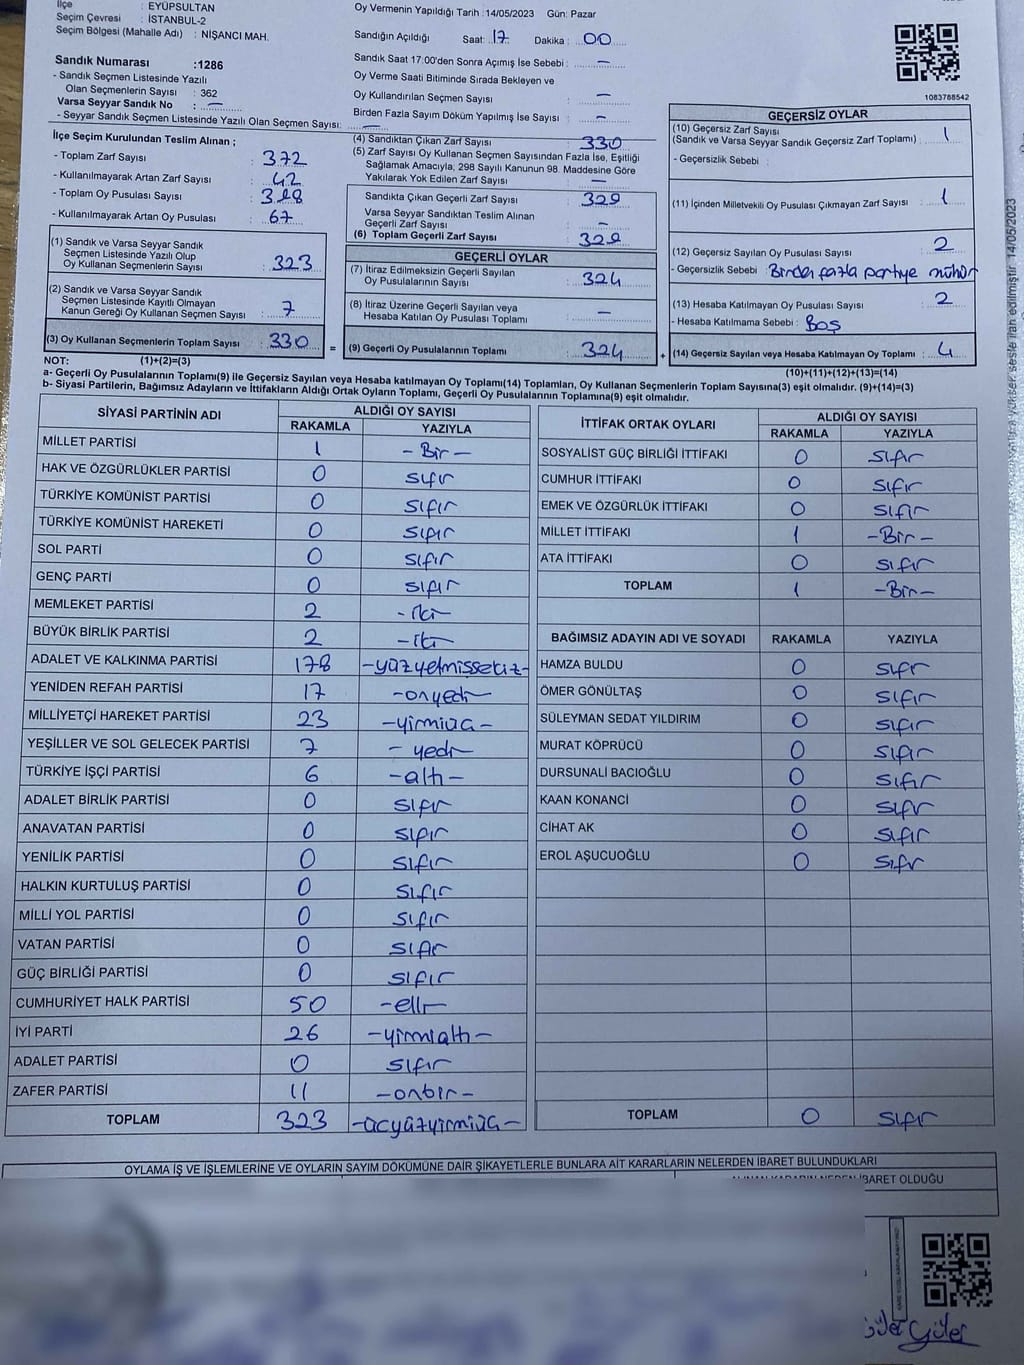 İlçe : EYÜPSULTAN
Seçim Çevresi : İSTANBUL-2
Seçim Bölgesi (Mahalle Adı) : NİŞANCI MAH.
Sandık Numarası :1286
- Sandık Seçmen Listesinde Yazılı
Olan Seçmenlerin Sayısı : 362
Varsa Seyyar Sandık No : —
- Seyyar Sandık Seçmen Listesinde Yazılı Olan Seçmen Sayısı: —
Oy Vermenin Yapıldığı Tarih :14/05/2023 Gün: Pazar
Sandığın Açıldığı Saat: 17 Dakika : 00
Sandık Saat 17:00'den Sonra Açımış İse Sebebi : —
Oy Verme Saati Bitiminde Sırada Bekleyen ve
Oy Kullandırılan Seçmen Sayısı : —
Birden Fazla Sayım Döküm Yapılmış İse Sayısı : —
1083788542
İlçe Seçim Kurulundan Teslim Alınan ;
- Toplam Zarf Sayısı : 372
- Kullanılmayarak Artan Zarf Sayısı : 42
- Toplam Oy Pusulası Sayısı :
- Kullanılmayarak Artan Oy Pusulası : 67
(1) Sandık ve Varsa Seyyar Sandık
Seçmen Listesinde Yazılı Olup
Oy Kullanan Seçmenlerin Sayısı : 323
(2) Sandık ve Varsa Seyyar Sandık
Seçmen Listesinde Kayıtlı Olmayan
Kanun Gereği Oy Kullanan Seçmen Sayısı : 7
(3) Oy Kullanan Seçmenlerin Toplam Sayısı : 330
(4) Sandıktan Çıkan Zarf Sayısı : 330
(5) Zarf Sayısı Oy Kullanan Seçmen Sayısından Fazla İse, Eşitliği
Sağlamak Amacıyla, 298 Sayılı Kanunun 98. Maddesine Göre
Yakılarak Yok Edilen Zarf Sayısı : —
Sandıkta Çıkan Geçerli Zarf Sayısı : 329
Varsa Seyyar Sandıktan Teslim Alınan
Geçerli Zarf Sayısı : —
(6) Toplam Geçerli Zarf Sayısı : 329
GEÇERLİ OYLAR
(7) İtiraz Edilmeksizin Geçerli Sayılan
Oy Pusulalarının Sayısı : 324
(8) İtiraz Üzerine Geçerli Sayılan veya
Hesaba Katılan Oy Pusulası Toplamı : —
= (9) Geçerli Oy Pusulalarının Toplamı : 324
GEÇERSİZ OYLAR
(10) Geçersiz Zarf Sayısı
(Sandık ve Varsa Seyyar Sandık Geçersiz Zarf Toplamı) : 1
- Geçersizlik Sebebi :
(11) İçinden Milletvekili Oy Pusulası Çıkmayan Zarf Sayısı : 1
(12) Geçersiz Sayılan Oy Pusulası Sayısı : 2
- Geçersizlik Sebebi : Birden fazla partiye mühür
(13) Hesaba Katılmayan Oy Pusulası Sayısı : 2
- Hesaba Katılmama Sebebi : Boş
+ (14) Geçersiz Sayılan veya Hesaba Katılmayan Oy Toplamı : 4
NOT: (1)+(2)=(3)
(10)+(11)+(12)+(13)=(14)
a- Geçerli Oy Pusulalarının Toplamı(9) ile Geçersiz Sayılan veya Hesaba katılmayan Oy Toplamı(14) Toplamları, Oy Kullanan Seçmenlerin Toplam Sayısına(3) eşit olmalıdır. (9)+(14)=(3)
b- Siyasi Partilerin, Bağımsız Adayların ve İttifakların Aldığı Ortak Oyların Toplamı, Geçerli Oy Pusulalarının Toplamına(9) eşit olmalıdır.
SİYASİ PARTİNİN ADI ALDIĞI OY SAYISI
RAKAMLA YAZIYLA
MİLLET PARTİSİ 1 - Bir -
HAK VE ÖZGÜRLÜKLER PARTİSİ 0 sıfır
TÜRKİYE KOMÜNİST PARTİSİ 0 sıfır
TÜRKİYE KOMÜNİST HAREKETİ 0 sıfır
SOL PARTİ 0 sıfır
GENÇ PARTİ 0 sıfır
MEMLEKET PARTİSİ 2 - iki-
BÜYÜK BİRLİK PARTİSİ 2 - iki-
ADALET VE KALKINMA PARTİSİ 178 -yüzyetmişsekiz-
YENİDEN REFAH PARTİSİ 17 -onyedi-
MİLLİYETÇİ HAREKET PARTİSİ 23 -yirmiüç-
YEŞİLLER VE SOL GELECEK PARTİSİ 7 - yedi-
TÜRKİYE İŞÇİ PARTİSİ 6 -altı-
ADALET BİRLİK PARTİSİ 0 sıfır
ANAVATAN PARTİSİ 0 sıfır
YENİLİK PARTİSİ 0 sıfır
HALKIN KURTULUŞ PARTİSİ 0 sıfır
MİLLİ YOL PARTİSİ 0 sıfır
VATAN PARTİSİ 0 sıfır
GÜÇ BİRLİĞİ PARTİSİ 0 sıfır
CUMHURİYET HALK PARTİSİ 50 -elli-
İYİ PARTİ 26 -yirmialtı-
ADALET PARTİSİ 0 sıfır
ZAFER PARTİSİ 11 -onbir-
TOPLAM 323 -üçyüzyirmiüç-
İTTİFAK ORTAK OYLARI ALDIĞI OY SAYISI
RAKAMLA YAZIYLA
SOSYALİST GÜÇ BİRLİĞİ İTTİFAKI 0 sıfır
CUMHUR İTTİFAKI 0 sıfır
EMEK VE ÖZGÜRLÜK İTTİFAKI 0 sıfır
MİLLET İTTİFAKI 1 -Bir-
ATA İTTİFAKI 0 sıfır
TOPLAM 1 -Bir-
BAĞIMSIZ ADAYIN ADI VE SOYADI RAKAMLA YAZIYLA
HAMZA BULDU 0 sıfır
ÖMER GÖNÜLTAŞ 0 sıfır
SÜLEYMAN SEDAT YILDIRIM 0 sıfır
MURAT KÖPRÜCÜ 0 sıfır
DURSUNALİ BACIOĞLU 0 sıfır
KAAN KONANCİ 0 sıfır
CİHAT AK 0 sıfır
EROL AŞUCUOĞLU 0 sıfır
TOPLAM 0 sıfır
OYLAMA İŞ VE İŞLEMLERİNE VE OYLARIN SAYIM DÖKÜMÜNE DAİR ŞİKAYETLERLE BUNLARA AİT KARARLARIN NELERDEN İBARET BULUNDUKLARI
OLDUĞU
yüksek sesle ilan edilmiştir. 14/05/2023
Güler